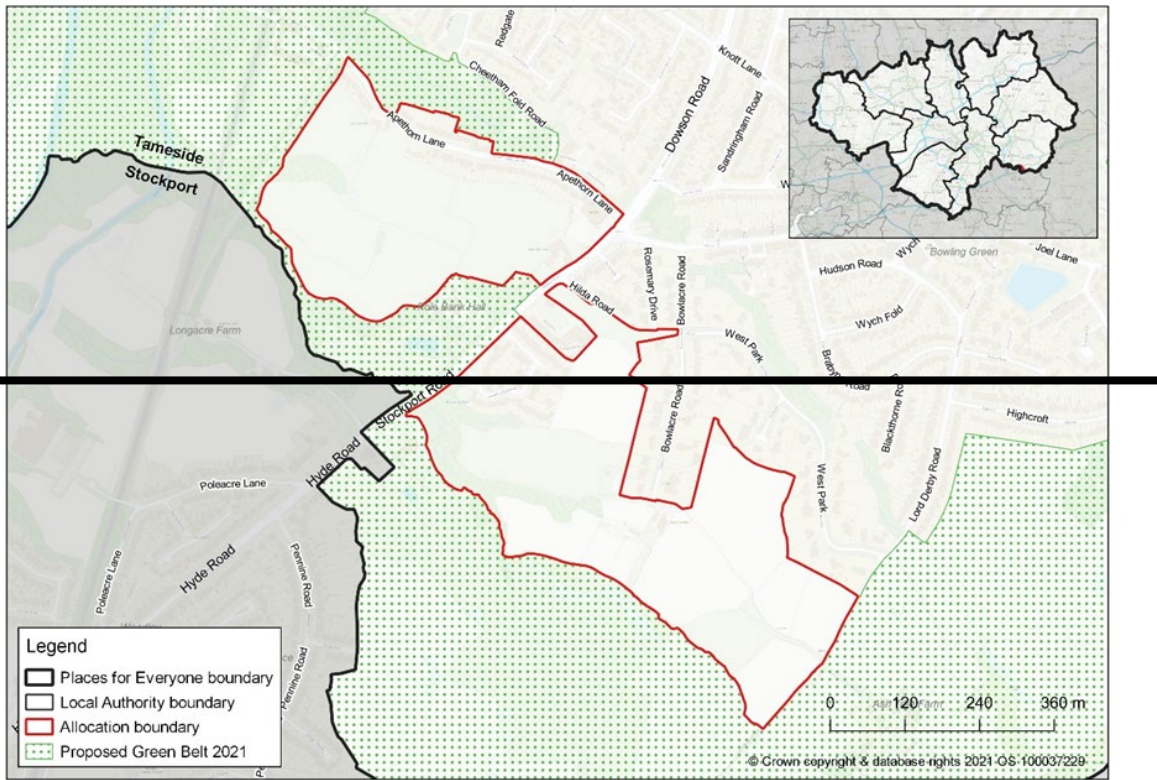 Redgate
Knott Lane
Cheetham Fold Road
Dowson Road
Sandringham Road
Apethorn Lane
Tameside
Stockport
Apethorn Lane
W
Wych
Bowling Green
Joel Lane
Hudson Road
Rosemary Drive
Bowlacre Road
Hilda Road
Longacre Farm
West Park
Wych Fold
Stockport Road
Highcroft
Blackthorne Ro
Bowlacre Road
Hyde Road
Poleacre Lane
West Park
Lord Derby Road
Hyde Road
Pennine Road
Poleacre Lane
Pennine Road
Legend
Places for Everyone boundary
Local Authority boundary
Allocation boundary
Proposed Green Belt 2021
0 120 240 360 m
© Crown copyright & database rights 2021 OS 100037229